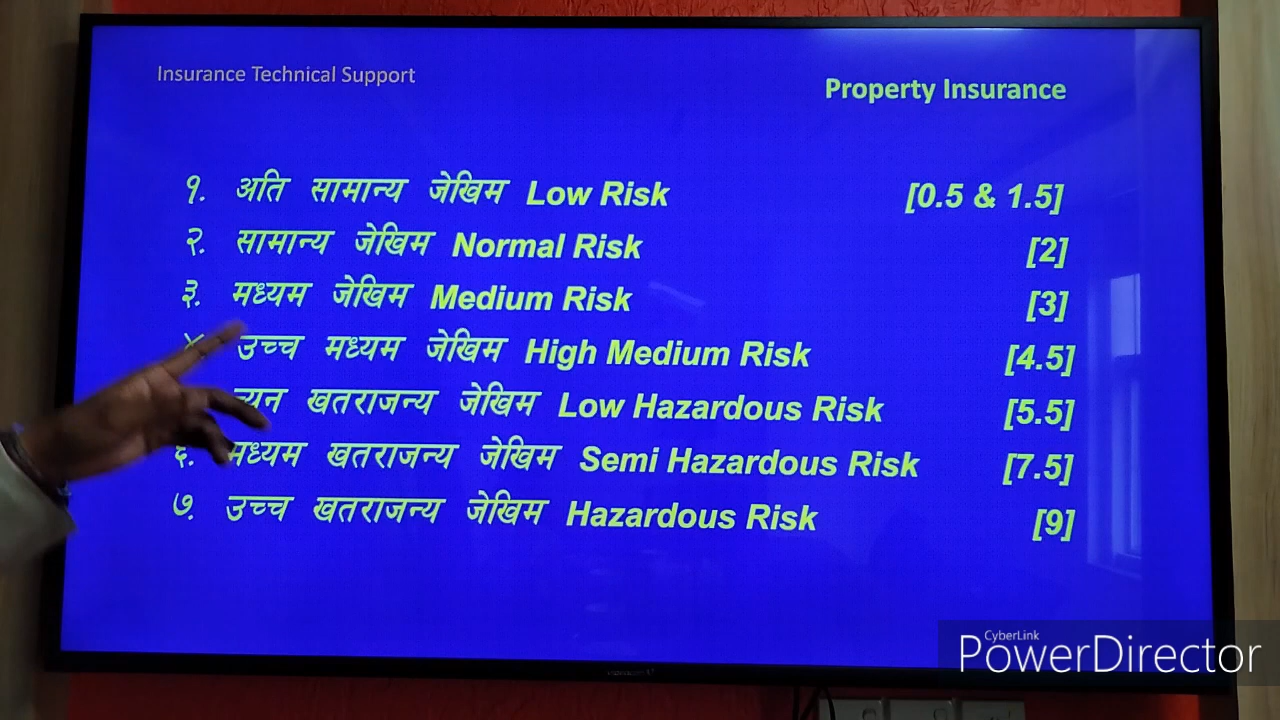 Insurance Technical Support
Property Insurance
१. अति सामान्य जेखिम Low Risk [0.5 & 1.5]
२. सामान्य जेखिम Normal Risk [2]
३. मध्यम जेखिम Medium Risk [3]
उच्च मध्यम जेखिम High Medium Risk [4.5]
खतराजन्य जेखिम Low Hazardous Risk [5.5]
६. मध्यम खतराजन्य जेखिम Semi Hazardous Risk [7.5]
७. उच्च खतराजन्य जेखिम Hazardous Risk [9]
CyberLink
PowerDirector